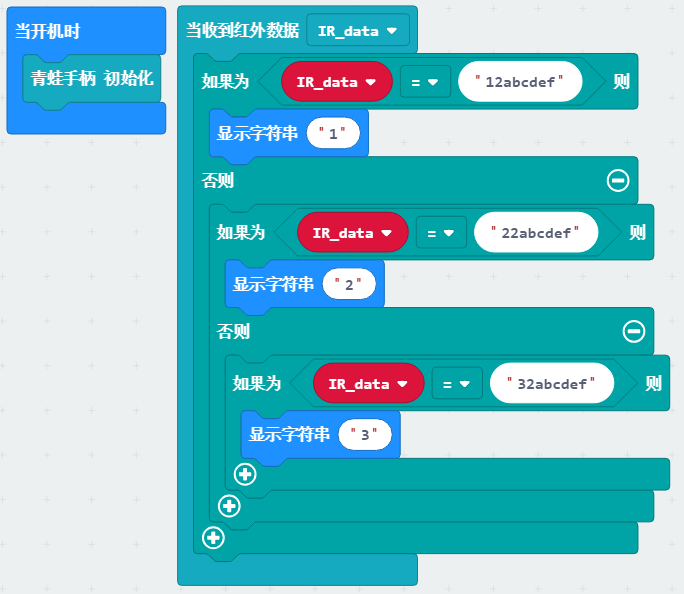 当开机时
青蛙手柄 初始化
当收到红外数据 IR_data
如果为 IR_data = "12abcdef" 则
显示字符串 "1"
否则
如果为 IR_data = "22abcdef" 则
显示字符串 "2"
否则
如果为 IR_data = "32abcdef" 则
显示字符串 "3"